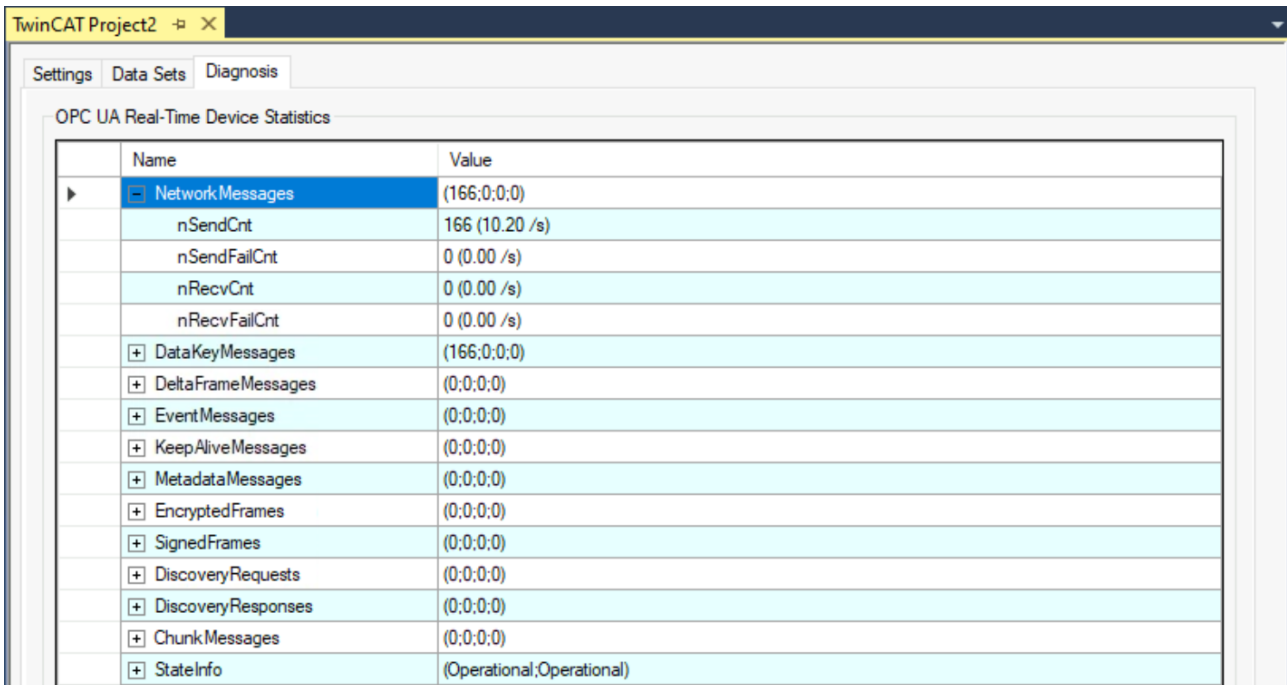 TwinCAT Project2
Settings Data Sets Diagnosis
OPC UA Real-Time Device Statistics
Name Value
NetworkMessages (166;0;0;0)
nSendCnt 166 (10.20 /s)
nSendFailCnt 0 (0.00 /s)
nRecvCnt 0 (0.00 /s)
nRecvFailCnt 0 (0.00 /s)
DataKeyMessages (166;0;0;0)
DeltaFrameMessages (0;0;0;0)
EventMessages (0;0;0;0)
KeepAliveMessages (0;0;0;0)
MetadataMessages (0;0;0;0)
EncryptedFrames (0;0;0;0)
SignedFrames (0;0;0;0)
DiscoveryRequests (0;0;0;0)
DiscoveryResponses (0;0;0;0)
ChunkMessages (0;0;0;0)
StateInfo (Operational;Operational)